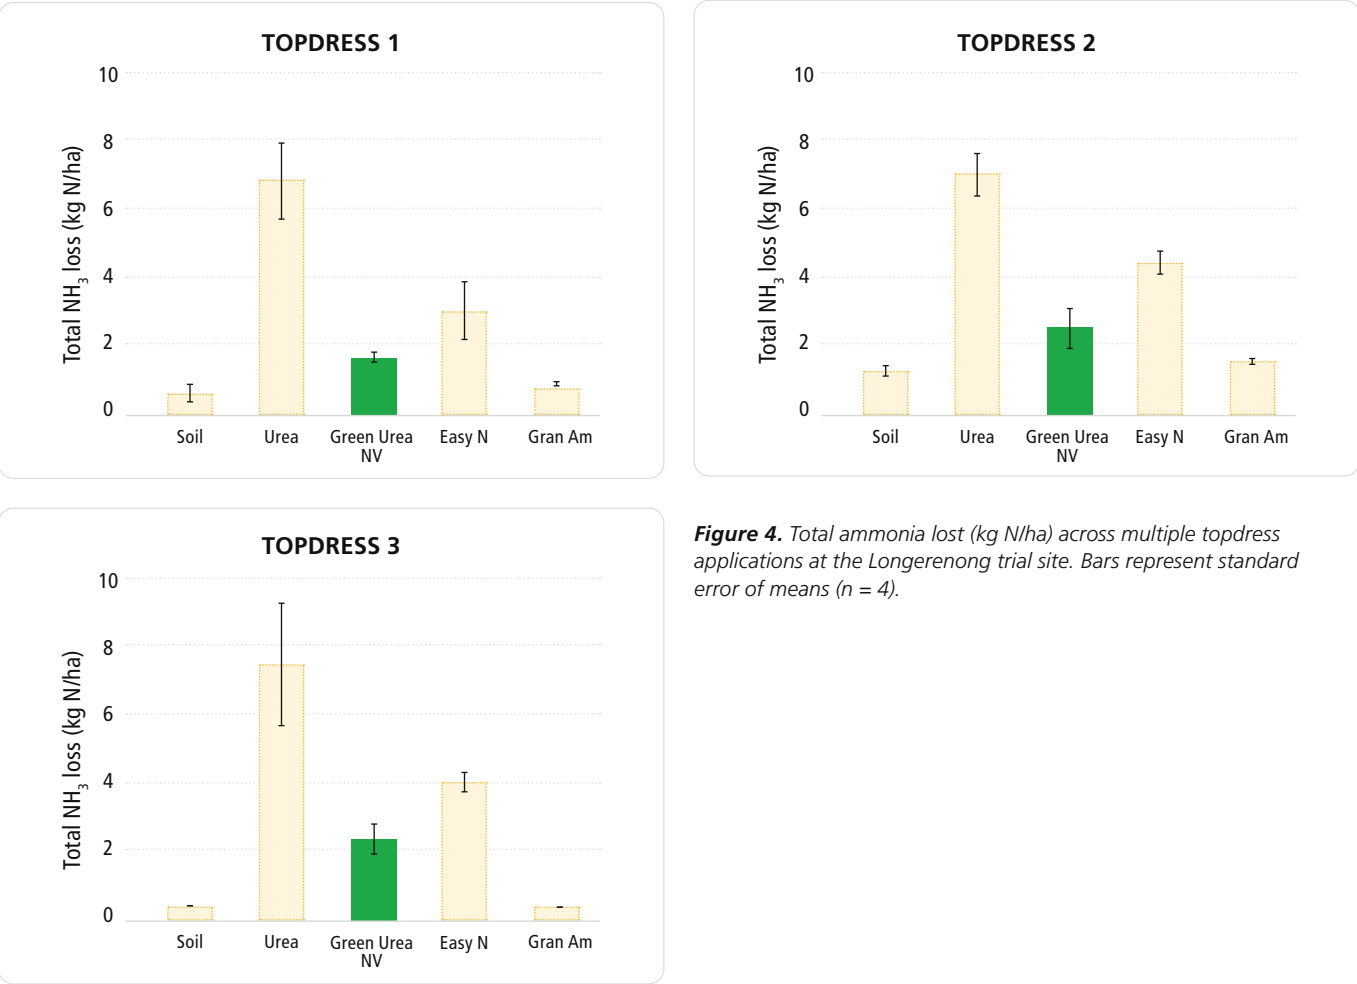 TOPDRESS 1
10
8
6
4
2
0
Total NH3 loss (kg N/ha)
Soil
Urea
Green Urea
NV
Easy N
Gran Am
TOPDRESS 2
10
8
6
4
2
0
Total NH3 loss (kg N/ha)
Soil
Urea
Green Urea
NV
Easy N
Gran Am
TOPDRESS 3
10
8
6
4
2
0
Total NH3 loss (kg N/ha)
Soil
Urea
Green Urea
NV
Easy N
Gran Am
Figure 4. Total ammonia lost (kg N/ha) across multiple topdress
applications at the Longerenong trial site. Bars represent standard
error of means (n = 4).